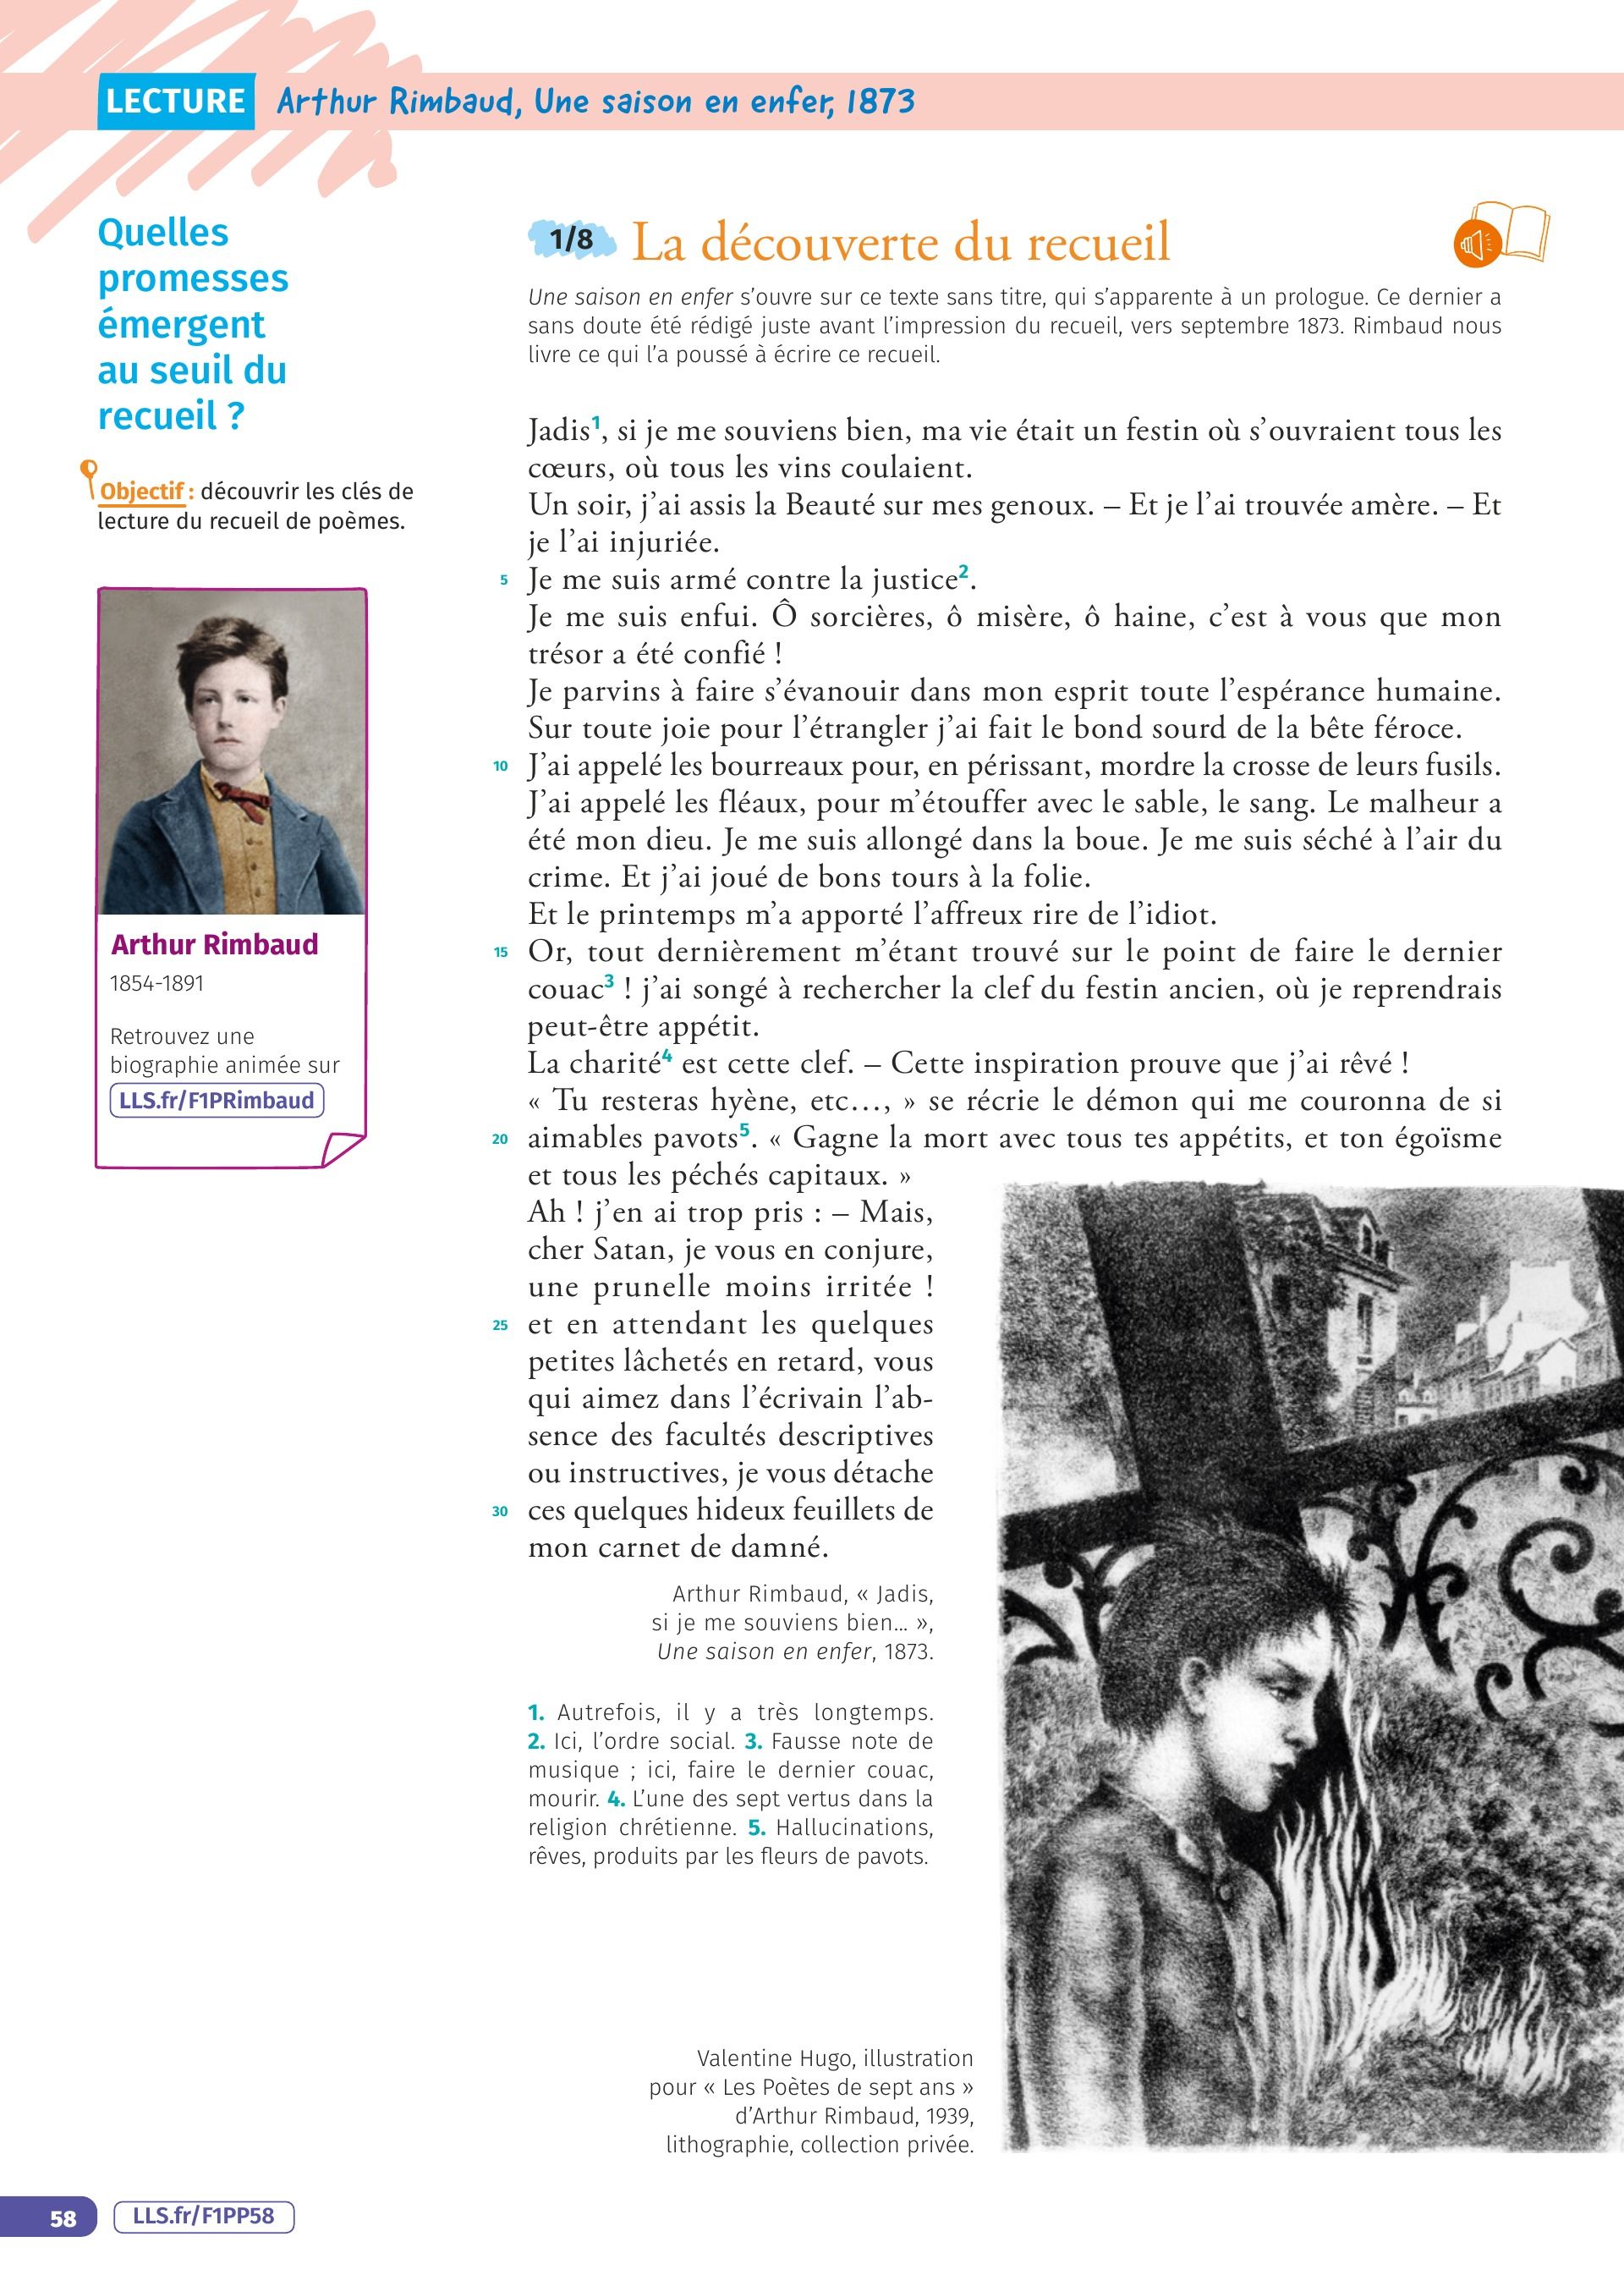 LECTURE Arthur Rimbaud, Une saison en enfer, 1873
Quelles
promesses
émergent
au seuil du
recueil ?
Objectif : découvrir les clés de
lecture du recueil de poèmes.
Arthur Rimbaud
1854-1891
Retrouvez une
biographie animée sur
LLS.fr/F1PRimbaud
1/8 La découverte du recueil
Une saison en enfer s’ouvre sur ce texte sans titre, qui s’apparente à un prologue. Ce dernier a
sans doute été rédigé juste avant l’impression du recueil, vers septembre 1873. Rimbaud nous
livre ce qui l’a poussé à écrire ce recueil.
Jadis1, si je me souviens bien, ma vie était un festin où s’ouvraient tous les
cœurs, où tous les vins coulaient.
Un soir, j’ai assis la Beauté sur mes genoux. – Et je l’ai trouvée amère. – Et
je l’ai injuriée.
5 Je me suis armé contre la justice2.
Je me suis enfui. Ô sorcières, ô misère, ô haine, c’est à vous que mon
trésor a été confié !
Je parvins à faire s’évanouir dans mon esprit toute l’espérance humaine.
Sur toute joie pour l’étrangler j’ai fait le bond sourd de la bête féroce.
10 J’ai appelé les bourreaux pour, en périssant, mordre la crosse de leurs fusils.
J’ai appelé les fléaux, pour m’étouffer avec le sable, le sang. Le malheur a
été mon dieu. Je me suis allongé dans la boue. Je me suis séché à l’air du
crime. Et j’ai joué de bons tours à la folie.
Et le printemps m’a apporté l’affreux rire de l’idiot.
15 Or, tout dernièrement m’étant trouvé sur le point de faire le dernier
couac3 ! j’ai songé à rechercher la clef du festin ancien, où je reprendrais
peut-être appétit.
La charité4 est cette clef. – Cette inspiration prouve que j’ai rêvé !
« Tu resteras hyène, etc…, » se récrie le démon qui me couronna de si
20 aimables pavots5. « Gagne la mort avec tous tes appétits, et ton égoïsme
et tous les péchés capitaux. »
Ah ! j’en ai trop pris : – Mais,
cher Satan, je vous en conjure,
une prunelle moins irritée !
25 et en attendant les quelques
petites lâchetés en retard, vous
qui aimez dans l’écrivain l’ab-
sence des facultés descriptives
ou instructives, je vous détache
30 ces quelques hideux feuillets de
mon carnet de damné.
Arthur Rimbaud, « Jadis,
si je me souviens bien… »,
Une saison en enfer, 1873.
1. Autrefois, il y a très longtemps.
2. Ici, l’ordre social. 3. Fausse note de
musique ; ici, faire le dernier couac,
mourir. 4. L’une des sept vertus dans la
religion chrétienne. 5. Hallucinations,
rêves, produits par les fleurs de pavots.
Valentine Hugo, illustration
pour « Les Poètes de sept ans »
d’Arthur Rimbaud, 1939,
lithographie, collection privée.
58 LLS.fr/F1PP58